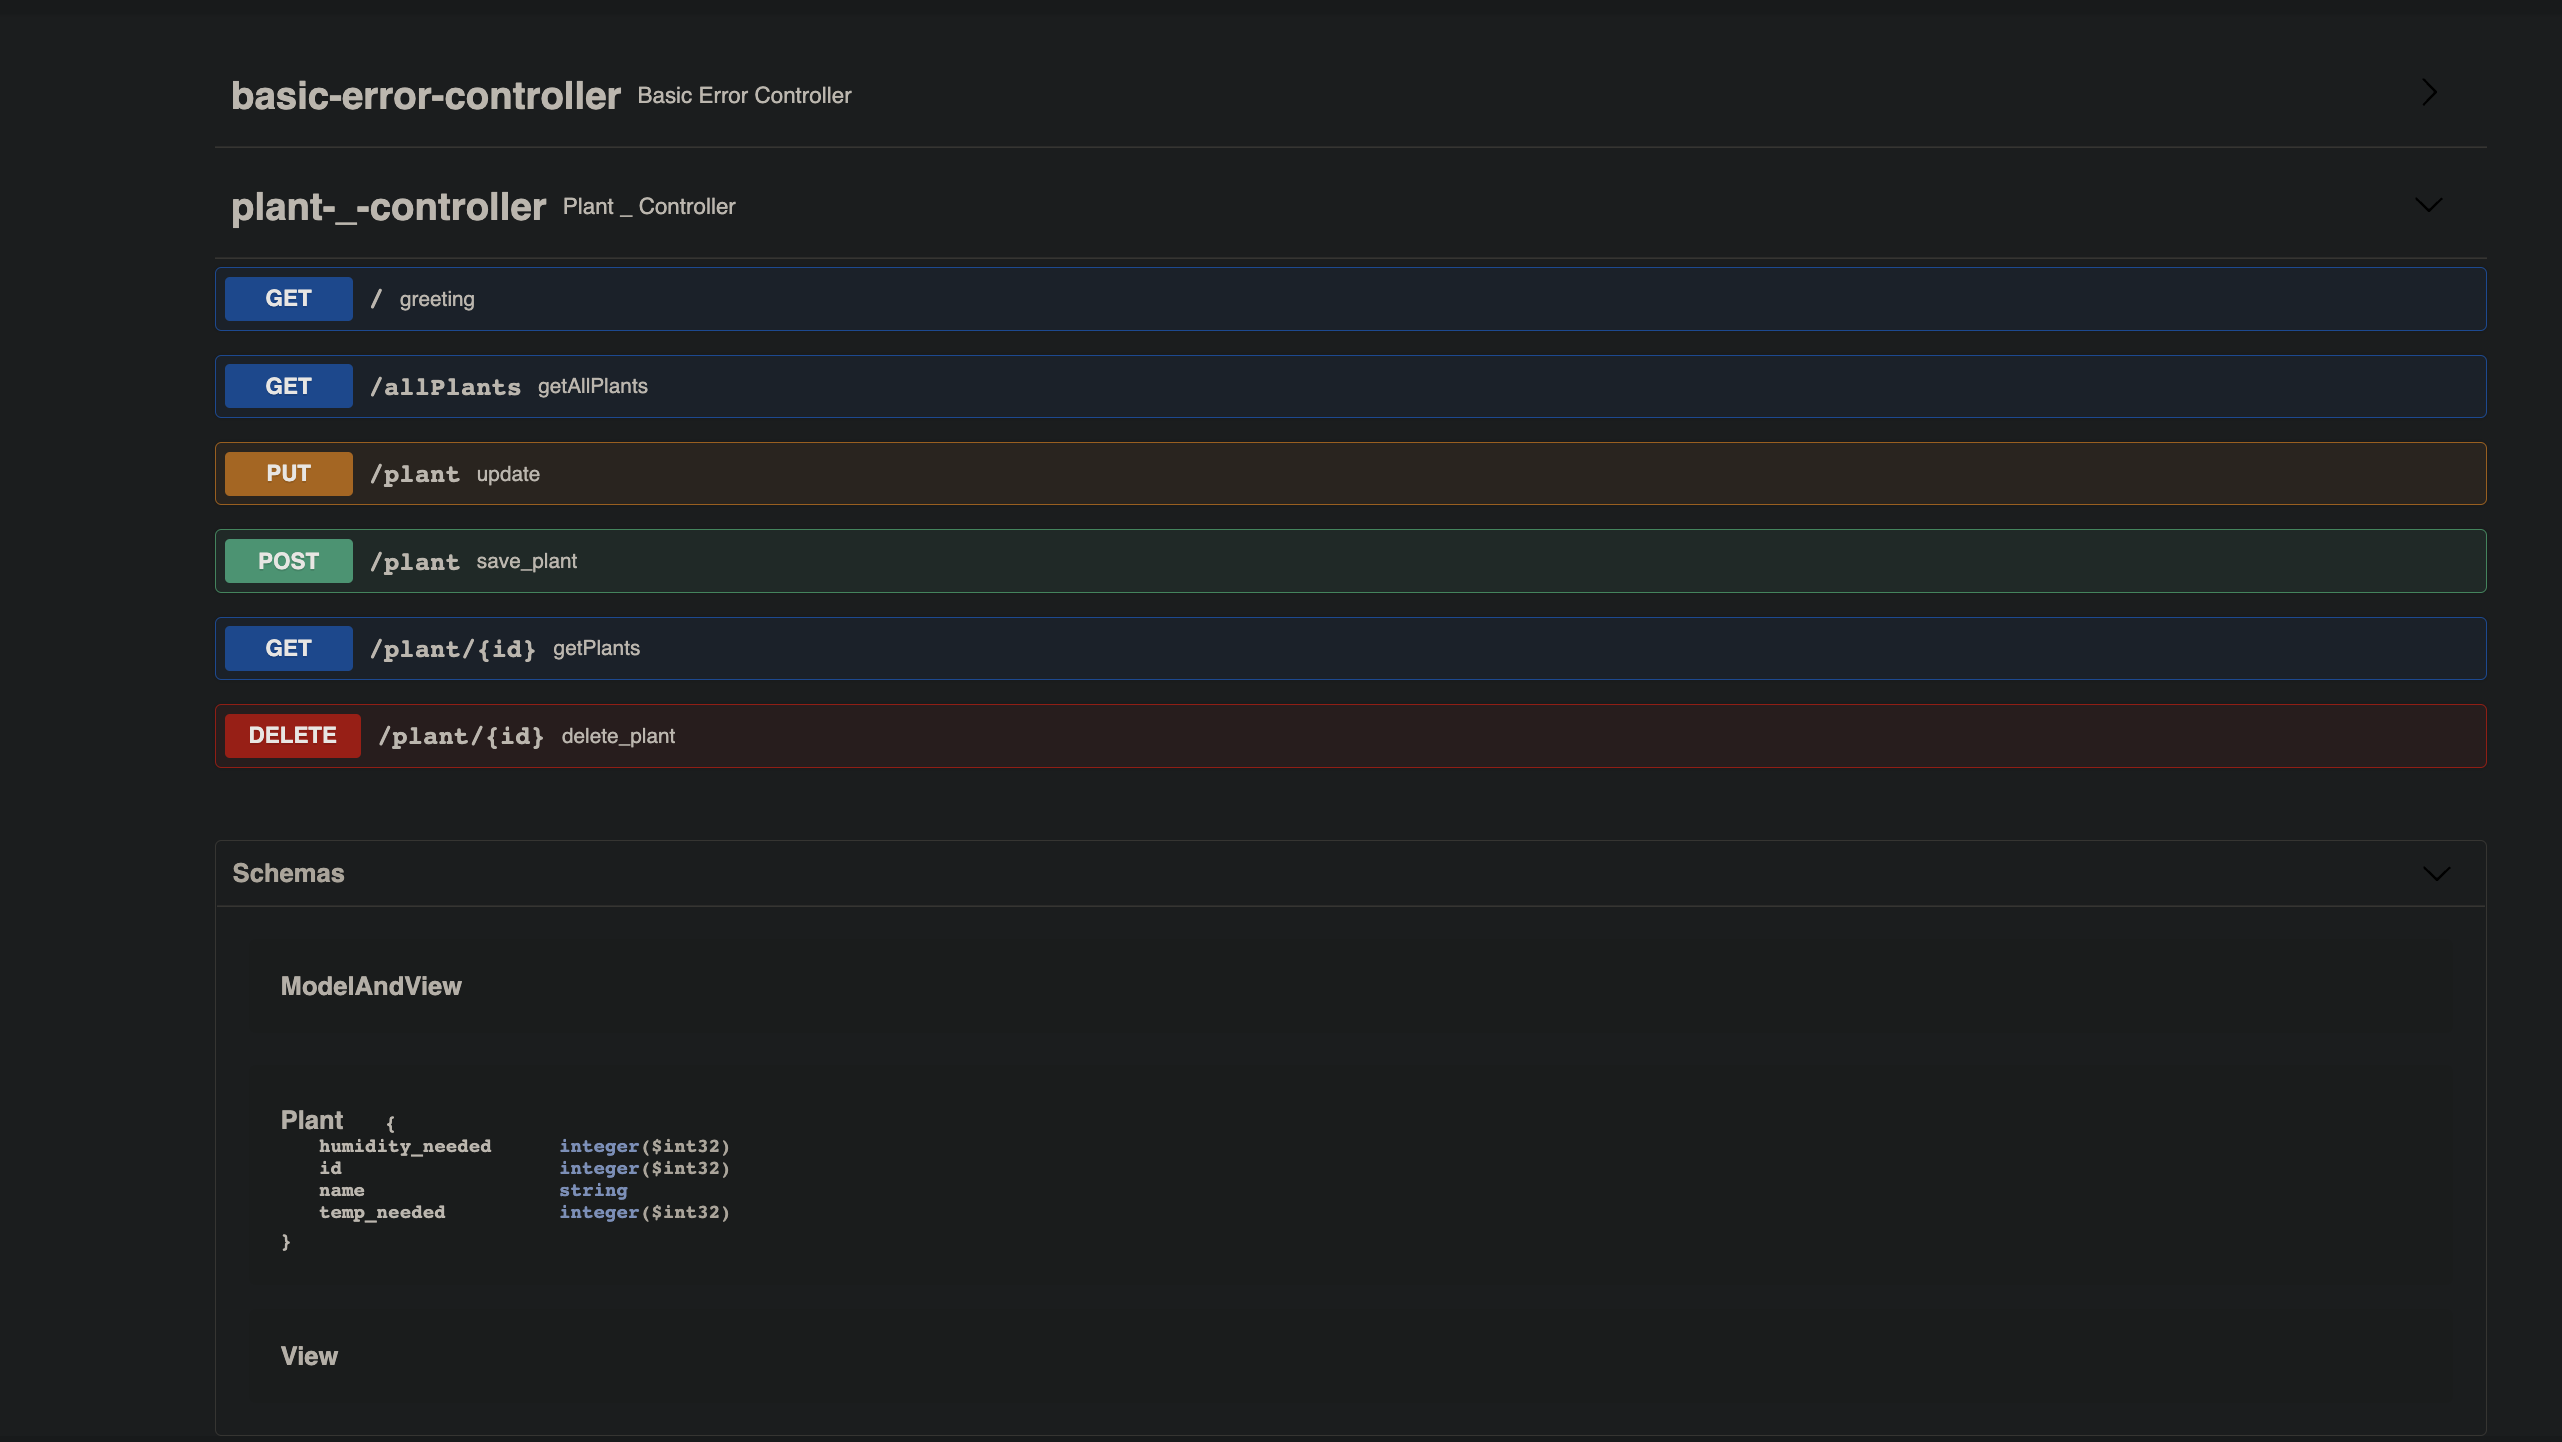 basic-error-controller Basic Error Controller
plant-_-controller Plant _ Controller
GET / greeting
GET /allPlants getAllPlants
PUT /plant update
POST /plant save_plant
GET /plant/{id} getPlants
DELETE /plant/{id} delete_plant
Schemas
ModelAndView
Plant {
humidity_needed integer($int32)
id integer($int32)
name string
temp_needed integer($int32)
}
View